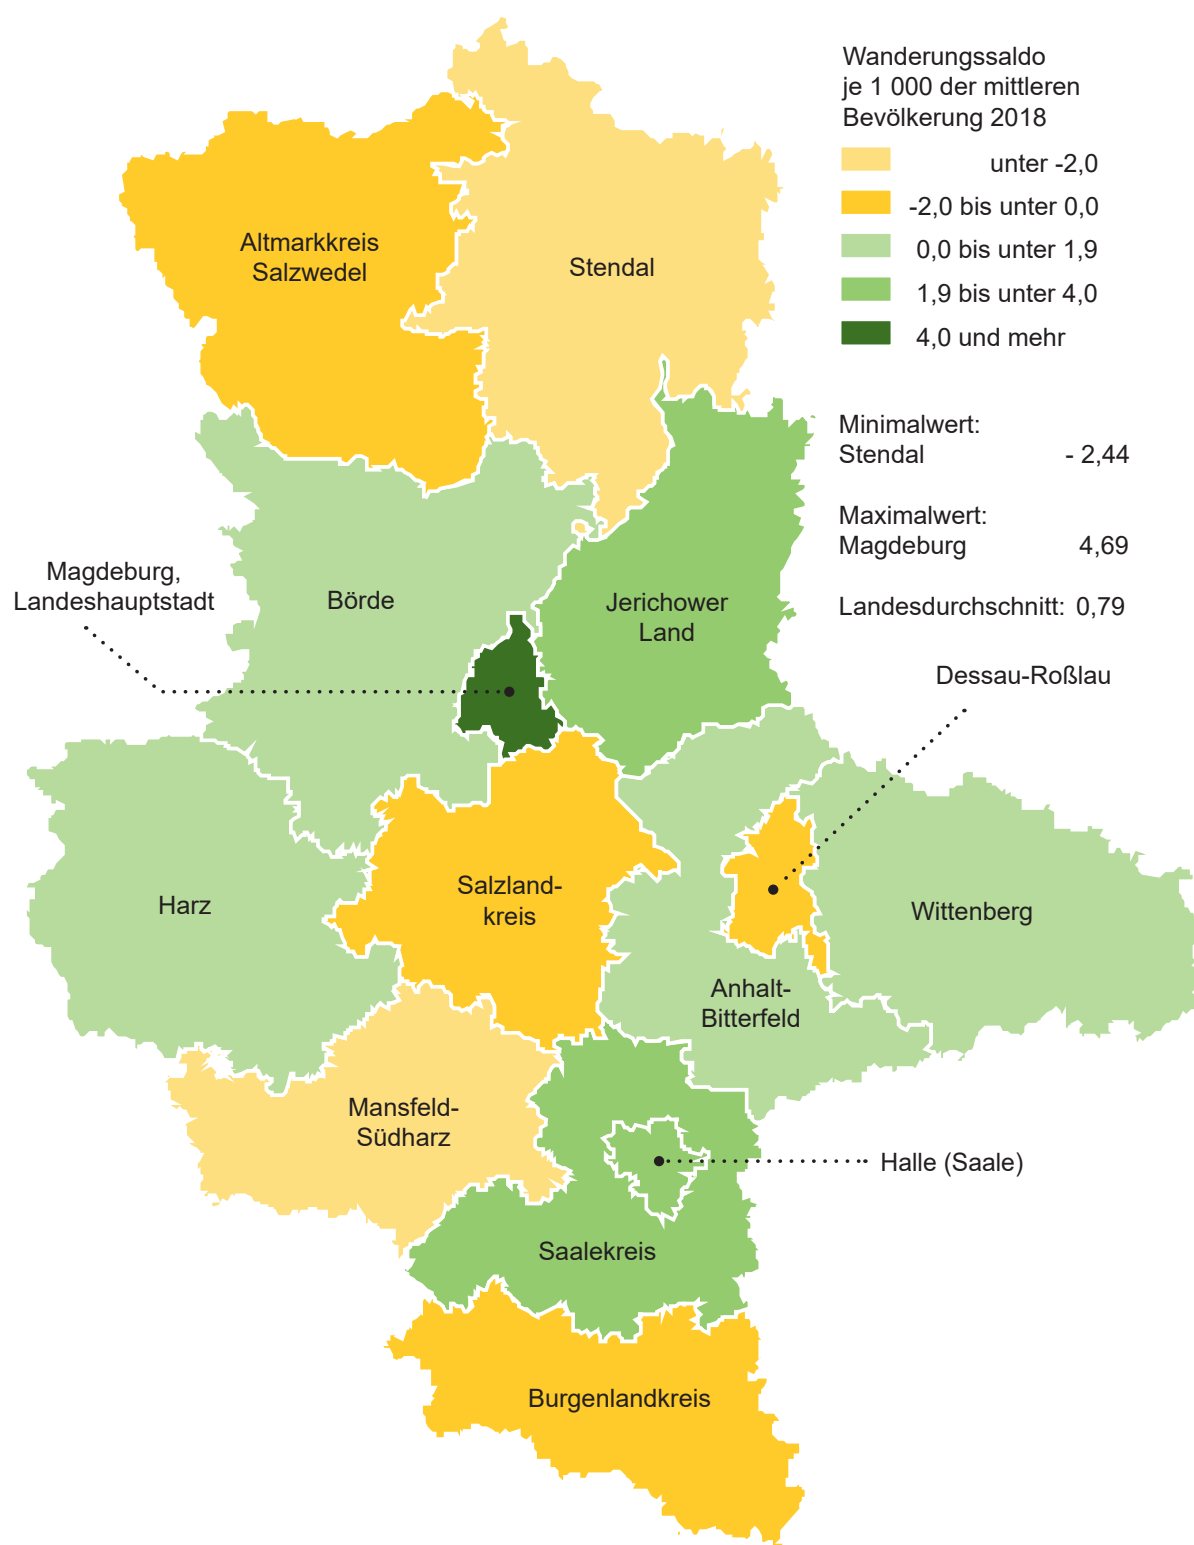 Wanderungssaldo
je 1 000 der mittleren
Bevölkerung 2018
unter -2,0
-2,0 bis unter 0,0
0,0 bis unter 1,9
1,9 bis unter 4,0
4,0 und mehr
Minimalwert:
Stendal - 2,44
Maximalwert:
Magdeburg 4,69
Landesdurchschnitt: 0,79
Altmarkkreis
Salzwedel
Stendal
Magdeburg,
Landeshauptstadt
Börde
Jerichower
Land
Dessau-Roßlau
Harz
Salzland-
kreis
Wittenberg
Anhalt-
Bitterfeld
Mansfeld-
Südharz
Halle (Saale)
Saalekreis
Burgenlandkreis